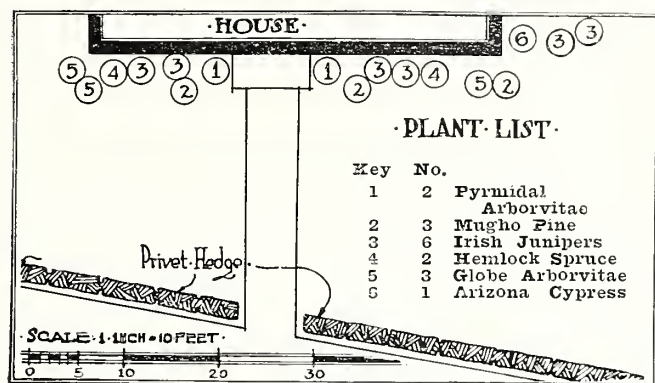 ·HOUSE·
6 3 3
5 4 3 3 1 1 3 3 4
5 2 2 5 2
·PLANT·LIST·
Key No.
1 2 Pyrmidal
Arborvitae
2 3 Mugho Pine
3 6 Irish Junipers
4 2 Hemlock Spruce
5 3 Globe Arborvitae
6 1 Arizona Cypress
Privet·Hedge·
·SCALE·1·INCH=10 FEET·
0 5 10 20 30